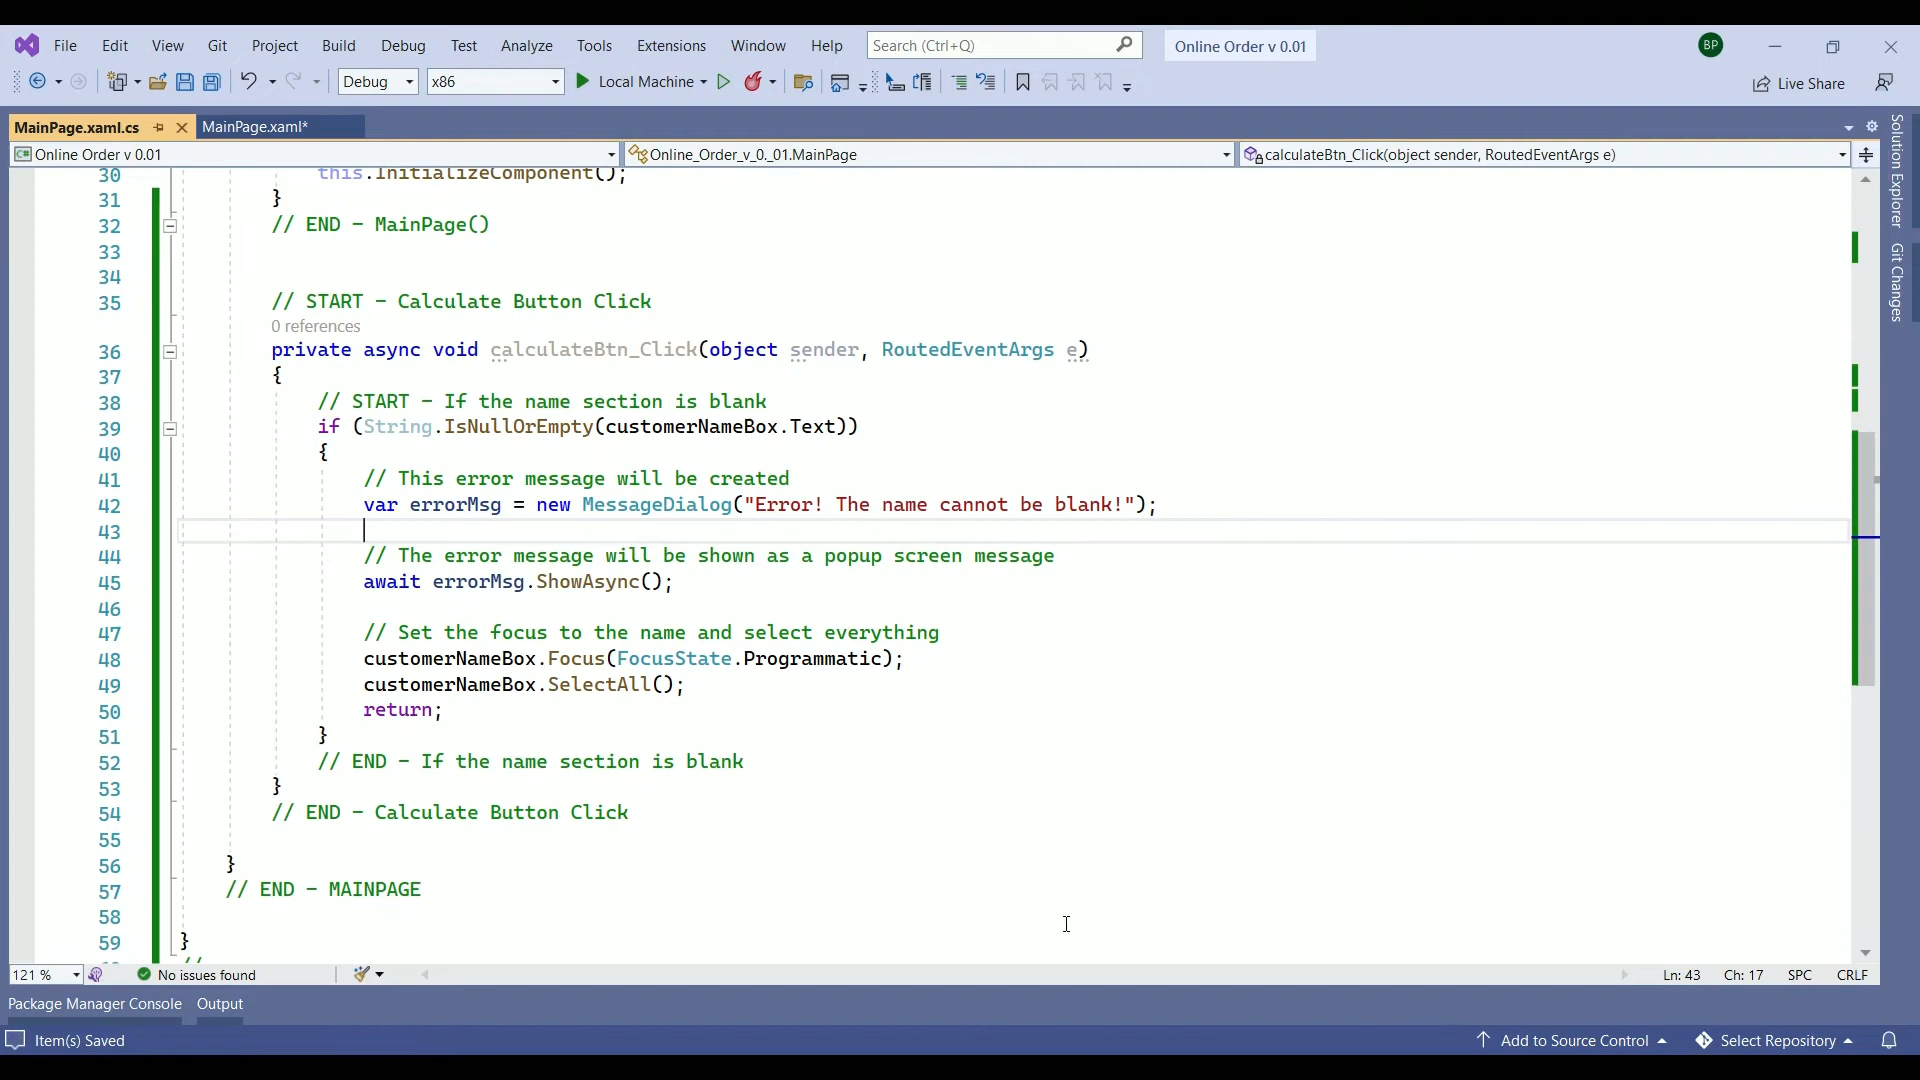 File Edit View Git Project Build Debug Test Analyze Tools Extensions Window Help Search (Ctrl+Q) Online Order v 0.01 BP
Debug x86 Local Machine Live Share
MainPage.xaml.cs MainPage.xaml*
Online Order v 0.01 Online_Order_v_0._01.MainPage calculateBtn_Click(object sender, RoutedEventArgs e)
Solution Explorer
Git Changes
30 this.InitializeComponent();
31 }
32 // END - MainPage()
33
34
35 // START - Calculate Button Click
0 references
36 private async void calculateBtn_Click(object sender, RoutedEventArgs e)
37 {
38 // START - If the name section is blank
39 if (String.IsNullOrEmpty(customerNameBox.Text))
40 {
41 // This error message will be created
42 var errorMsg = new MessageDialog("Error! The name cannot be blank!");
43
44 // The error message will be shown as a popup screen message
45 await errorMsg.ShowAsync();
46
47 // Set the focus to the name and select everything
48 customerNameBox.Focus(FocusState.Programmatic);
49 customerNameBox.SelectAll();
50 return;
51 }
52 // END - If the name section is blank
53 }
54 // END - Calculate Button Click
55
56 }
57 // END - MAINPAGE
58
59 }
//
121 % No issues found Ln: 43 Ch: 17 SPC CRLF
Package Manager Console Output
Item(s) Saved Add to Source Control Select Repository